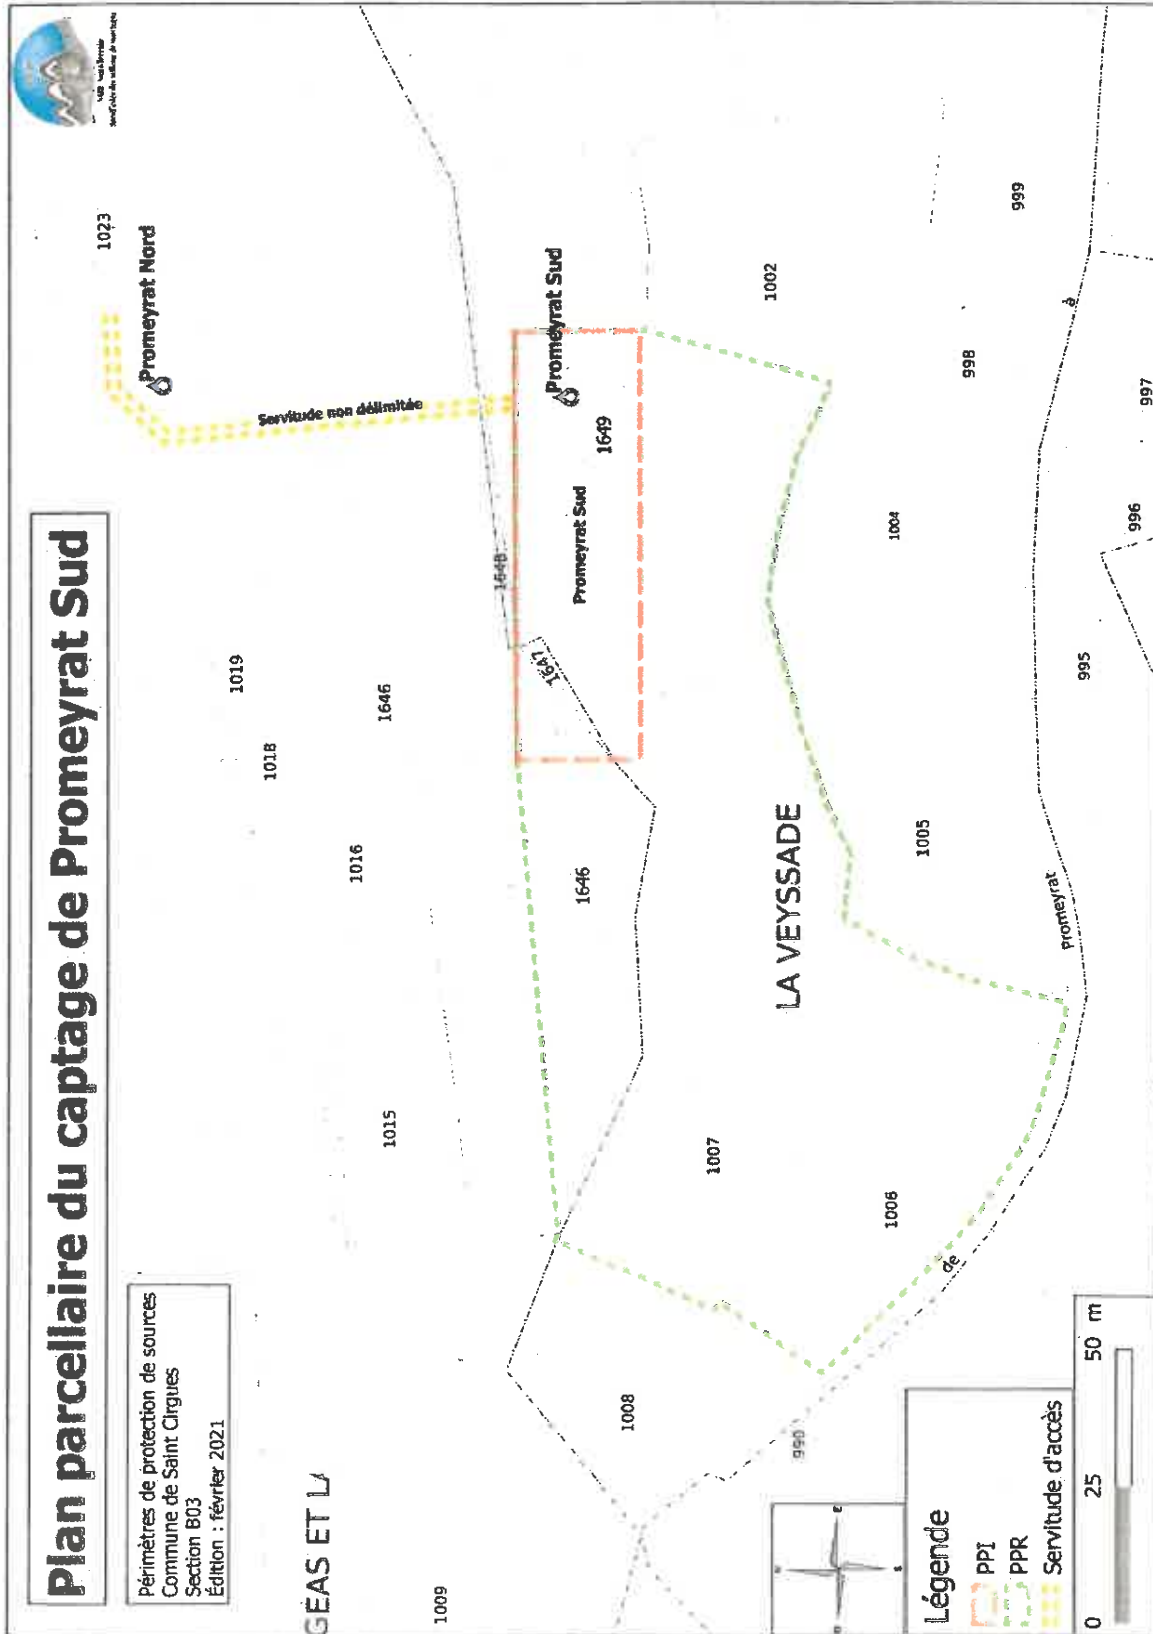 Plan parcellaire du captage de Promeyrat Sud
Périmètres de protection de sources
Commune de Saint Cirgues
Section B03
Édition : février 2021
1023
Promeyrat Nord
Servitude non délimitée
1019
1018
1646
1016
1015
1648
1647
Promeyrat Sud
Promeyrat Sud
1649
1646
1002
999
998
997
996
995
1004
1005
LA VEYSSADE
1007
1006
1008
990
1009
GEAS ET LA
à
Promeyrat
de
Légende
PPI
PPR
Servitude d'accès
0 25 50 m